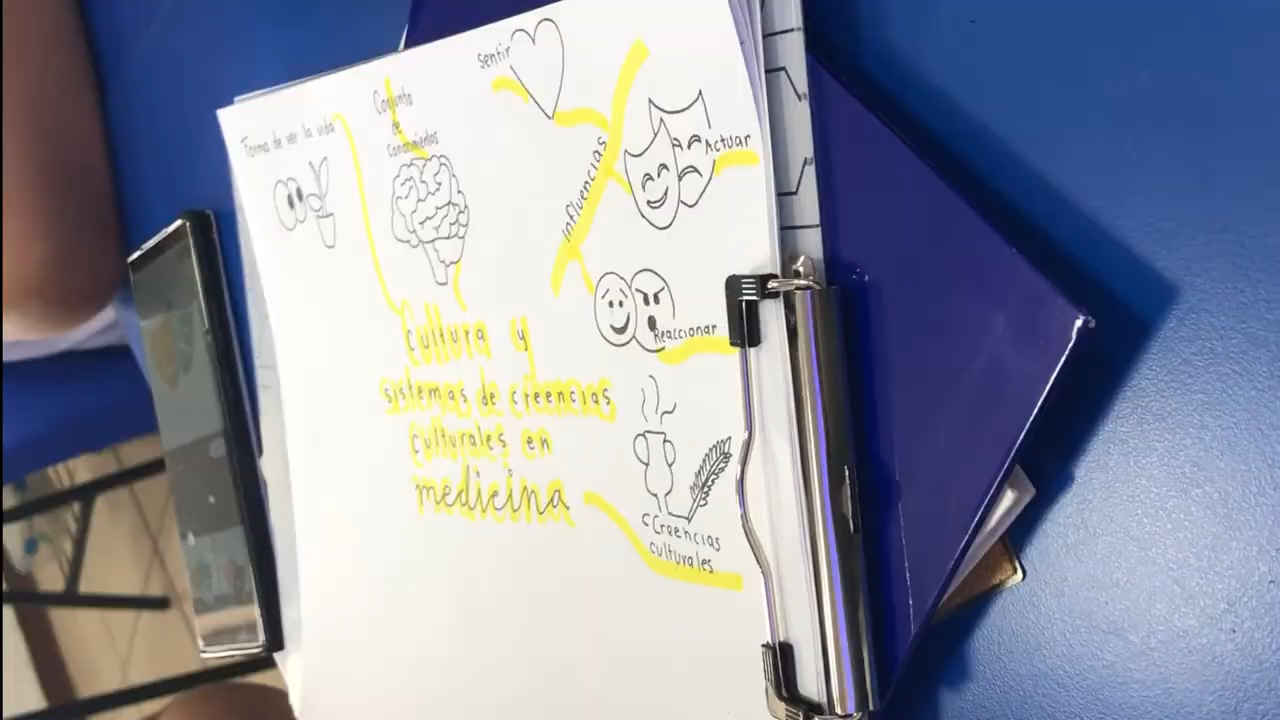 Sentir
Conjunto
de
conocimientos
Forma de ver la vida
Influencias
Actuar
Reaccionar
Cultura y
sistemas de creencias
culturales en
medicina
Creencias
culturales